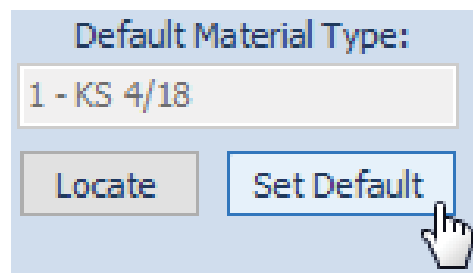 Default Material Type:
1 - KS 4/18
Locate
Set Default